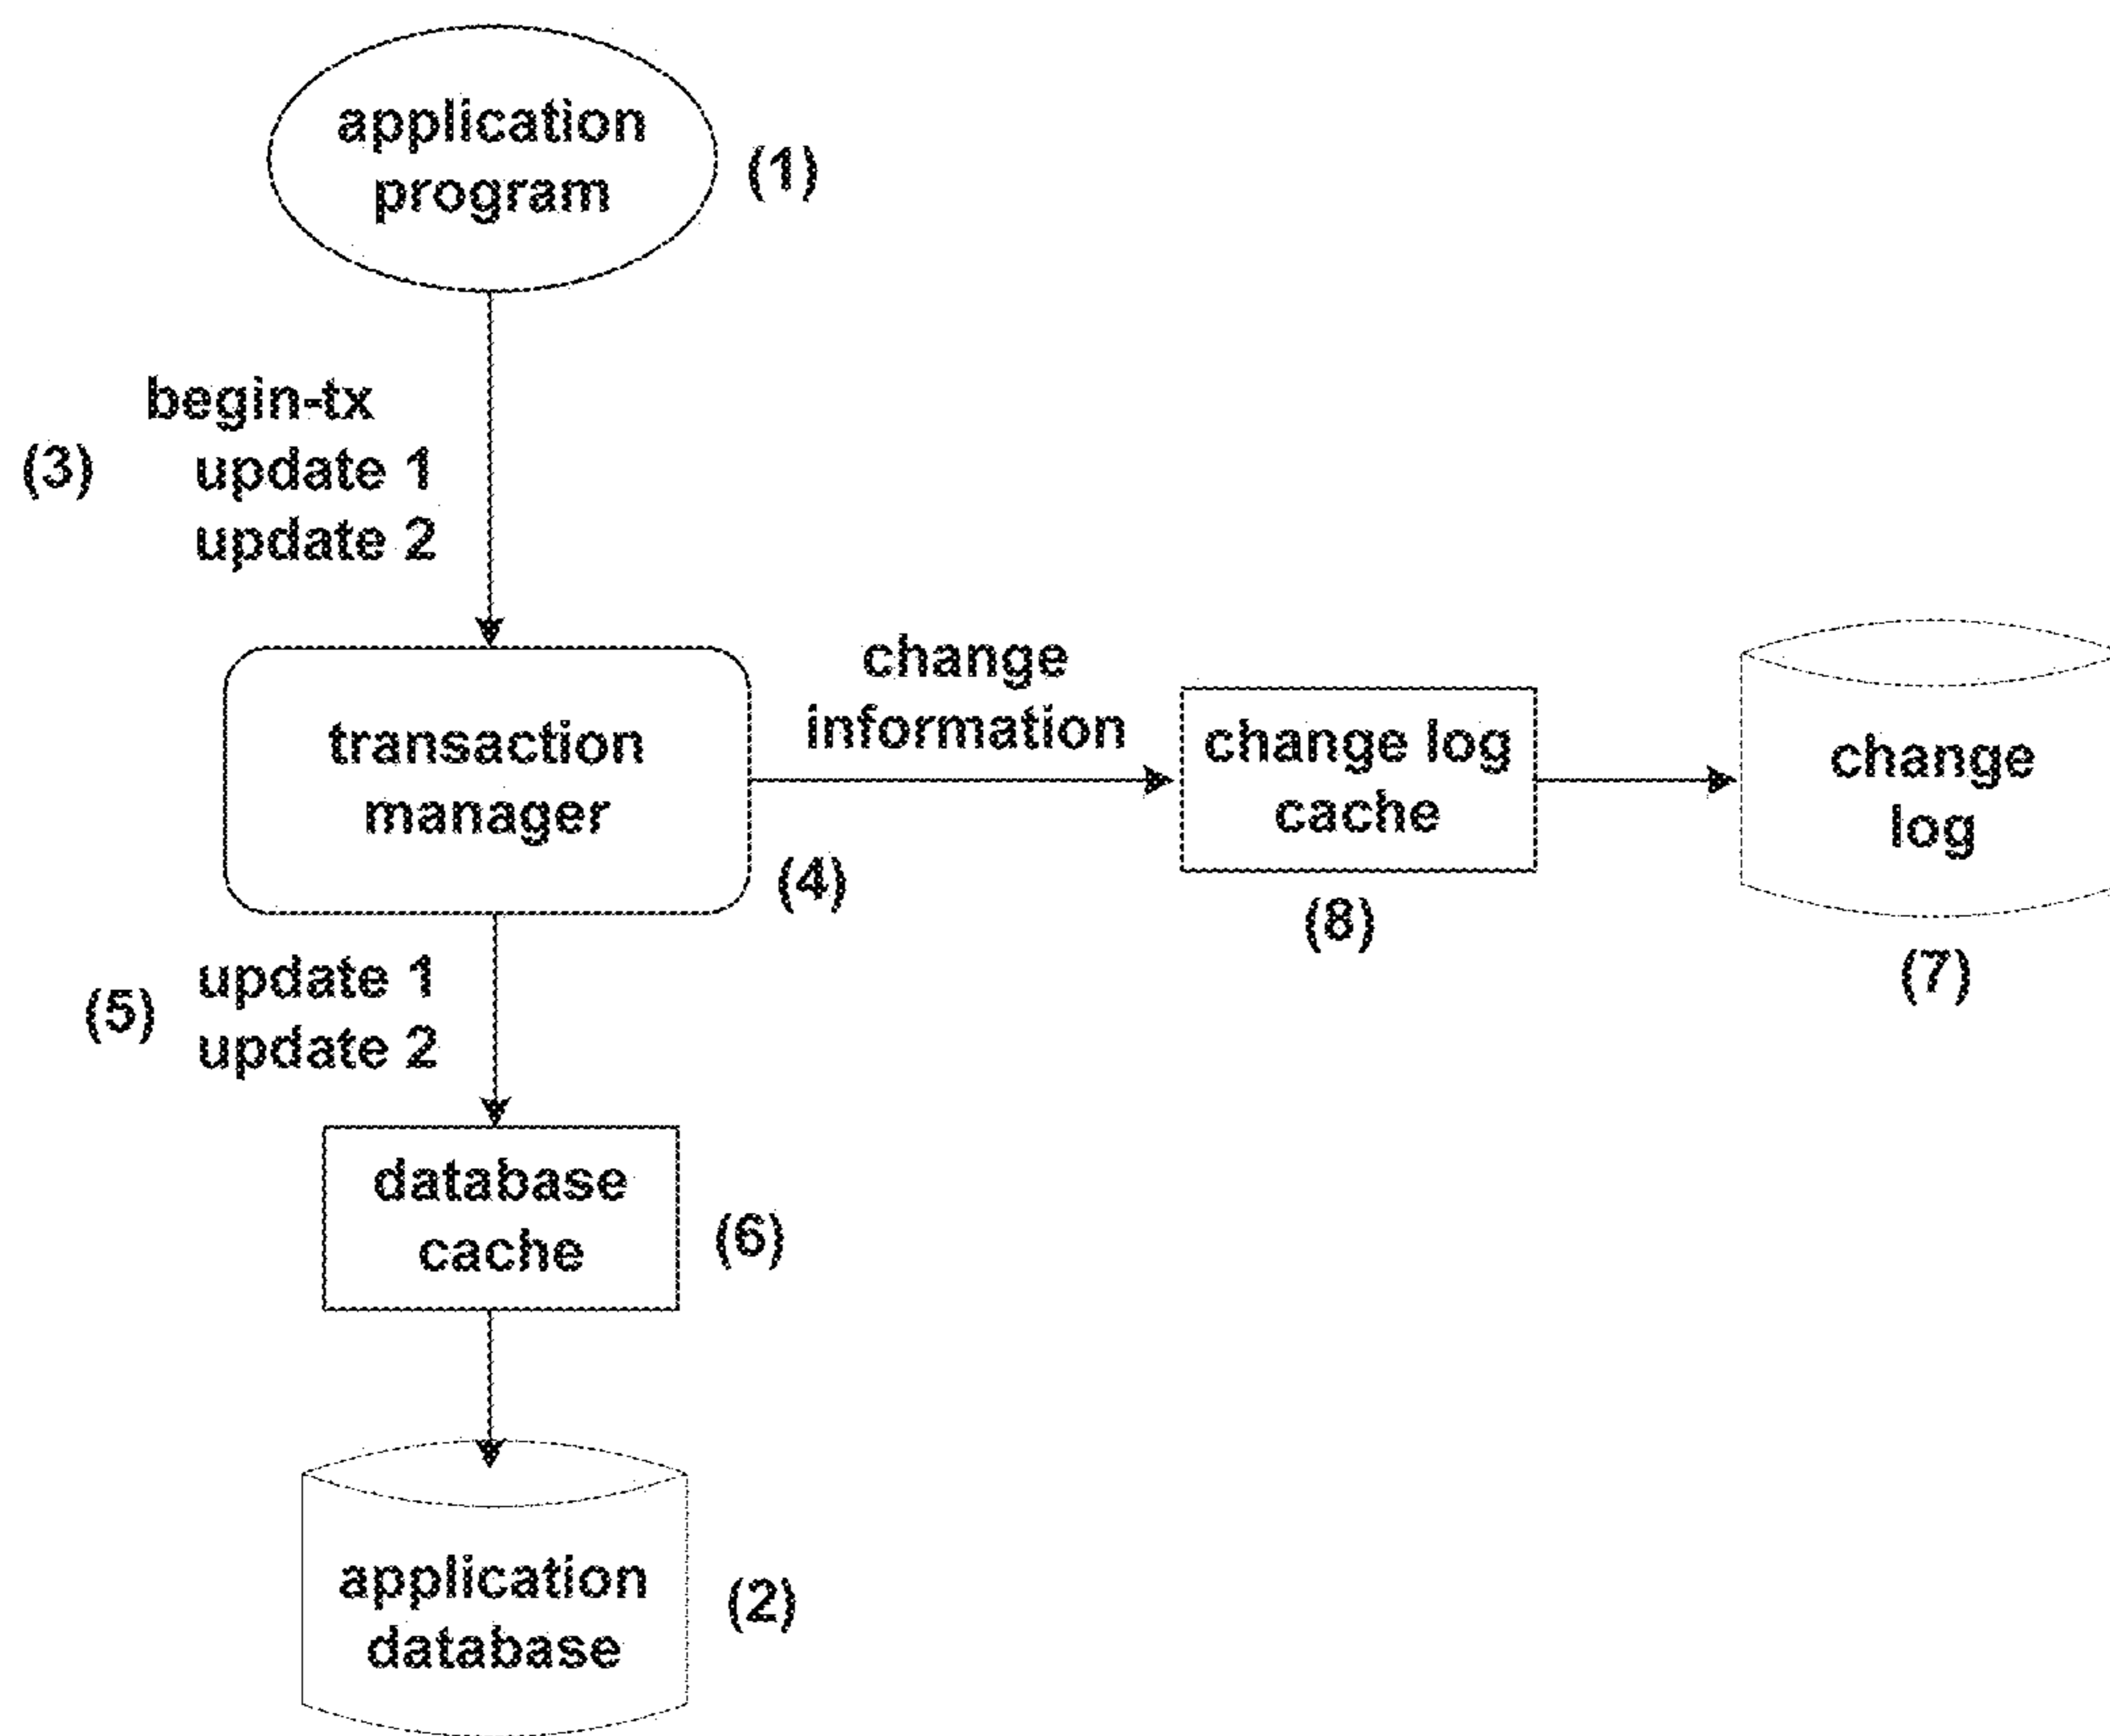 application
program
(1)
begin-tx
(3)
update 1
update 2
transaction
manager
(4)
change
information
change log
cache
(8)
change
log
(7)
(5)
update 1
update 2
database
cache
(6)
application
database
(2)